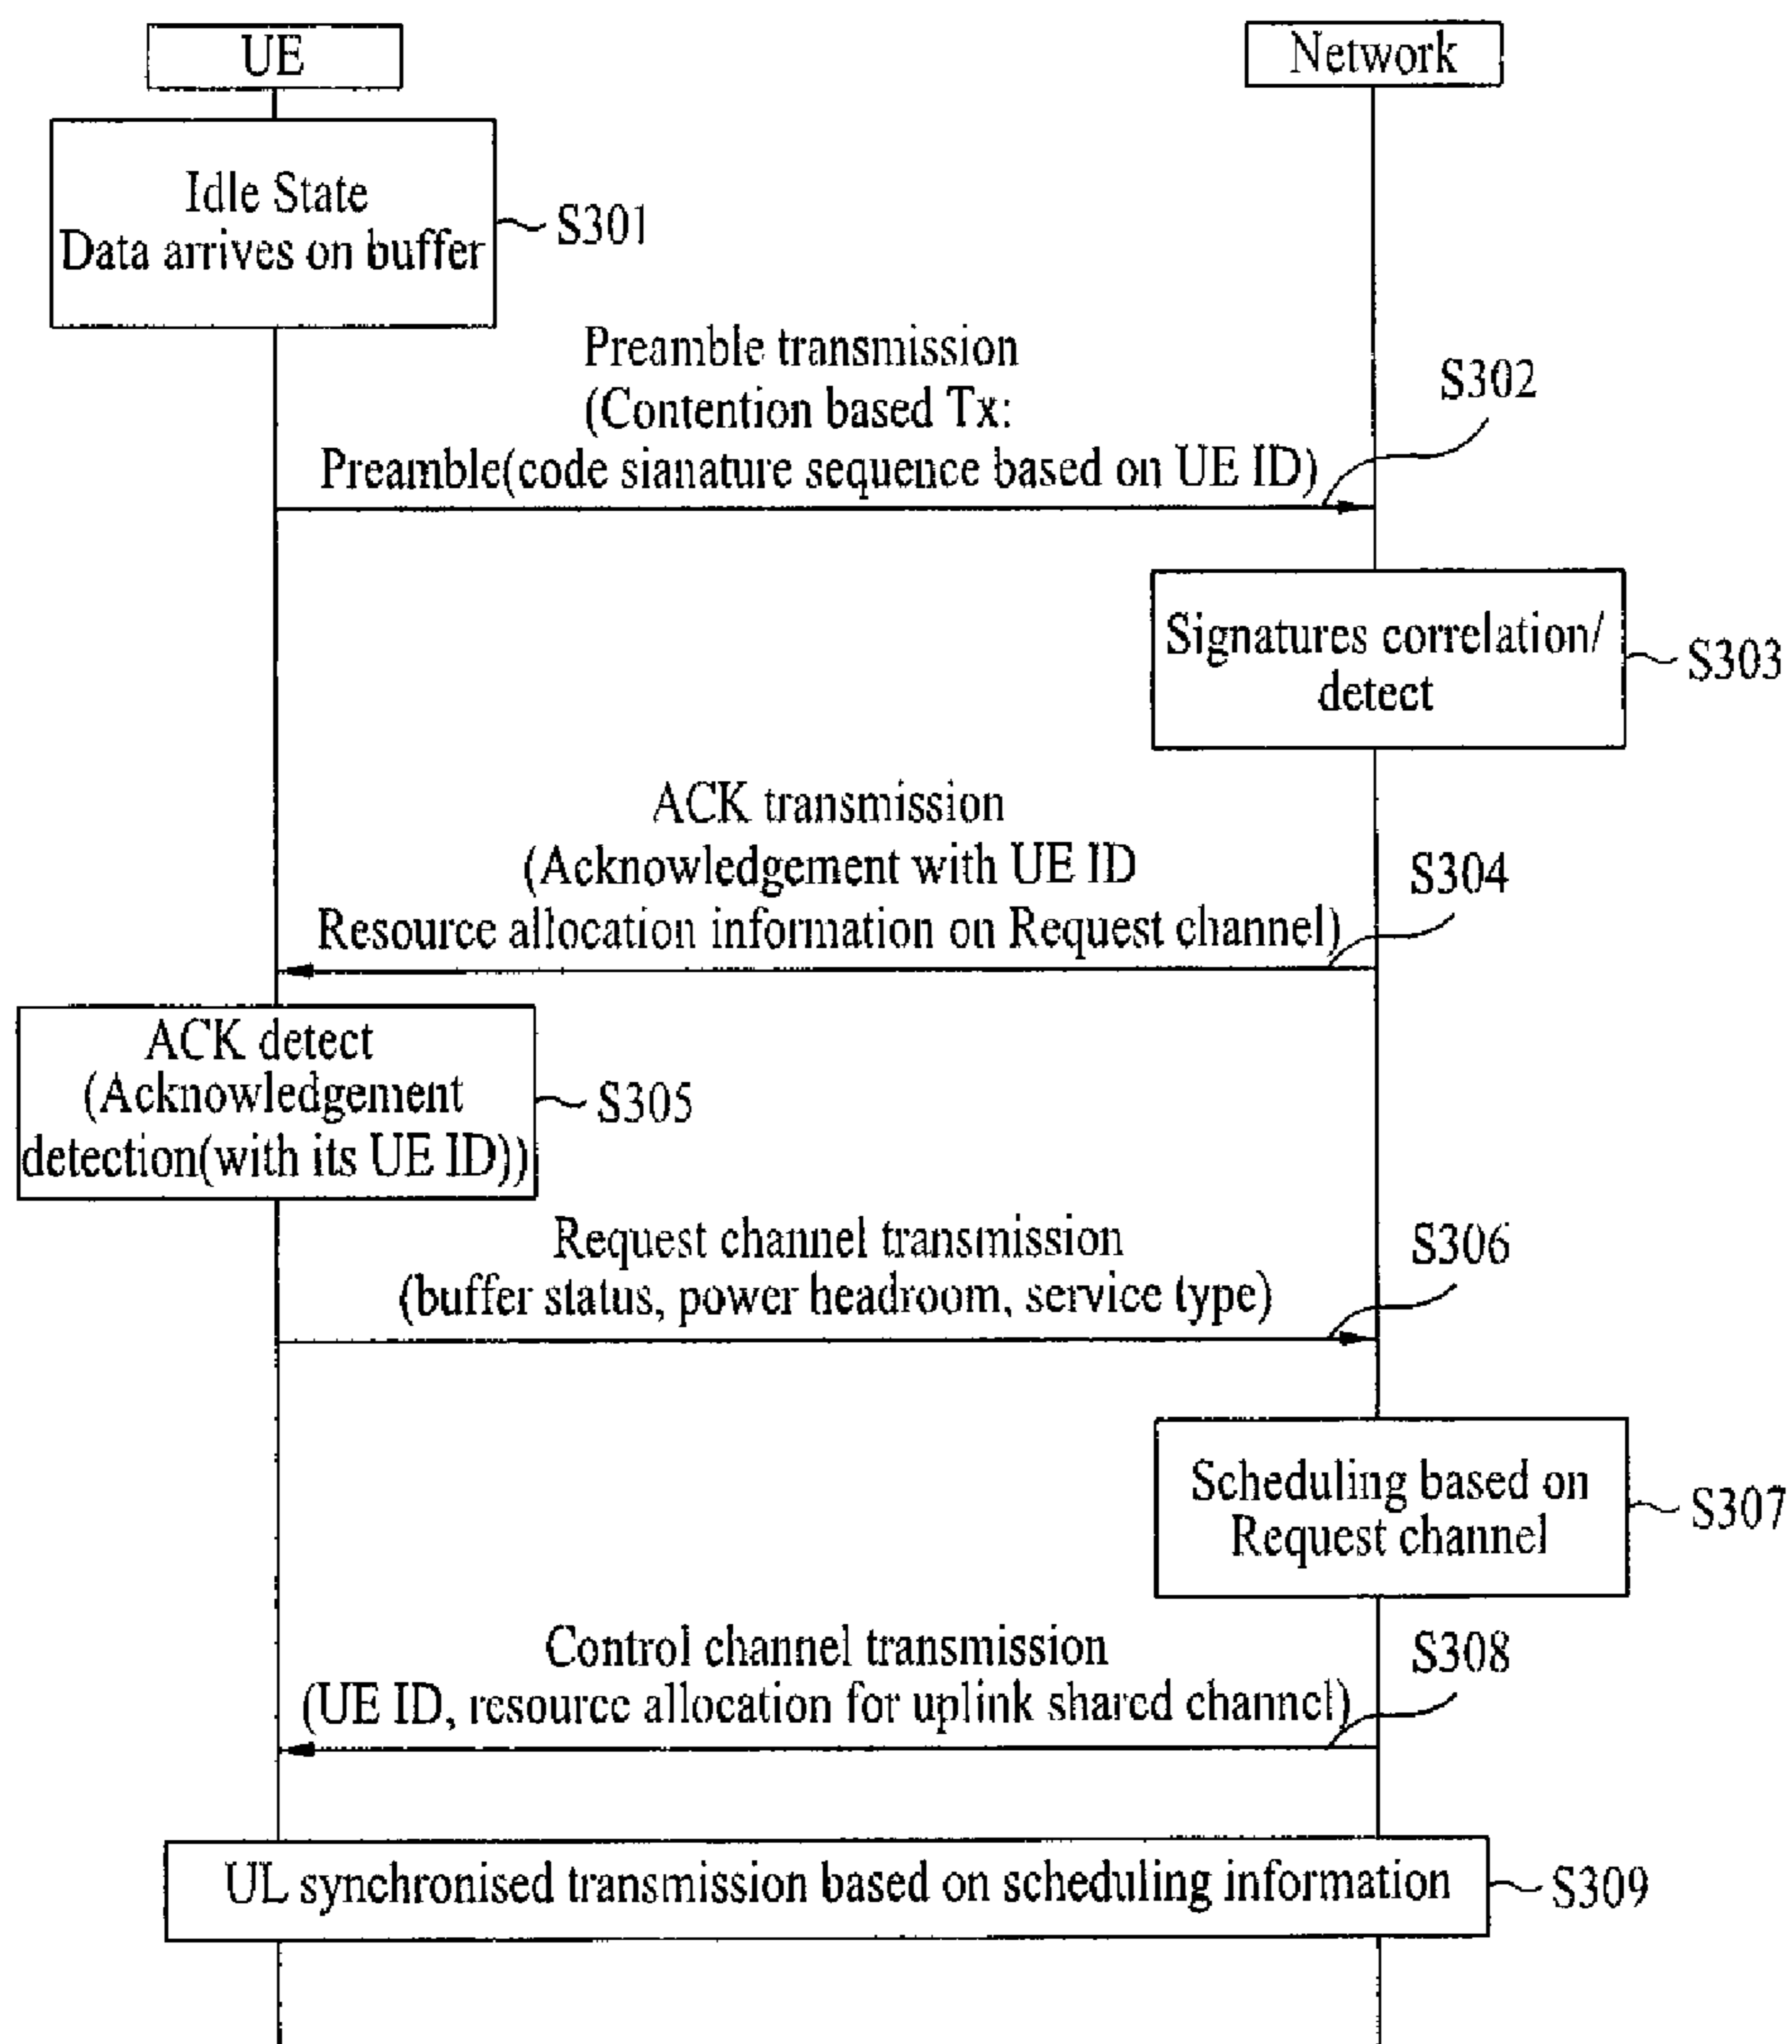 UE
Network
Idle State
Data arrives on buffer
S301
Preamble transmission
(Contention based Tx:
Preamble(code sianature sequence based on UE ID)
S302
Signatures correlation/
detect
S303
ACK transmission
(Acknowledgement with UE ID
Resource allocation information on Request channel)
S304
ACK detect
(Acknowledgement
detection(with its UE ID))
S305
Request channel transmission
(buffer status, power headroom, service type)
S306
Scheduling based on
Request channel
S307
Control channel transmission
(UE ID, resource allocation for uplink shared channel)
S308
UL synchronised transmission based on scheduling information
S309